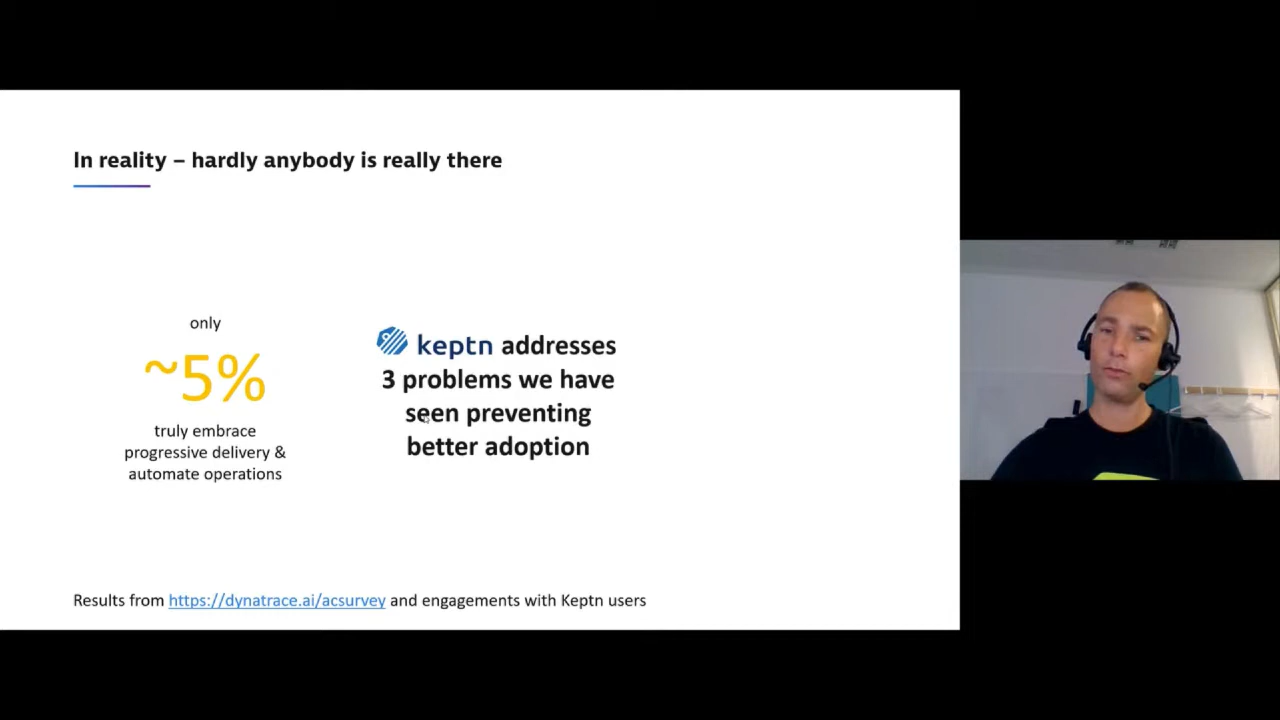 In reality – hardly anybody is really there
only
~5%
truly embrace
progressive delivery &
automate operations
keptn addresses
3 problems we have
seen preventing
better adoption
Results from https://dynatrace.ai/acsurvey and engagements with Keptn users